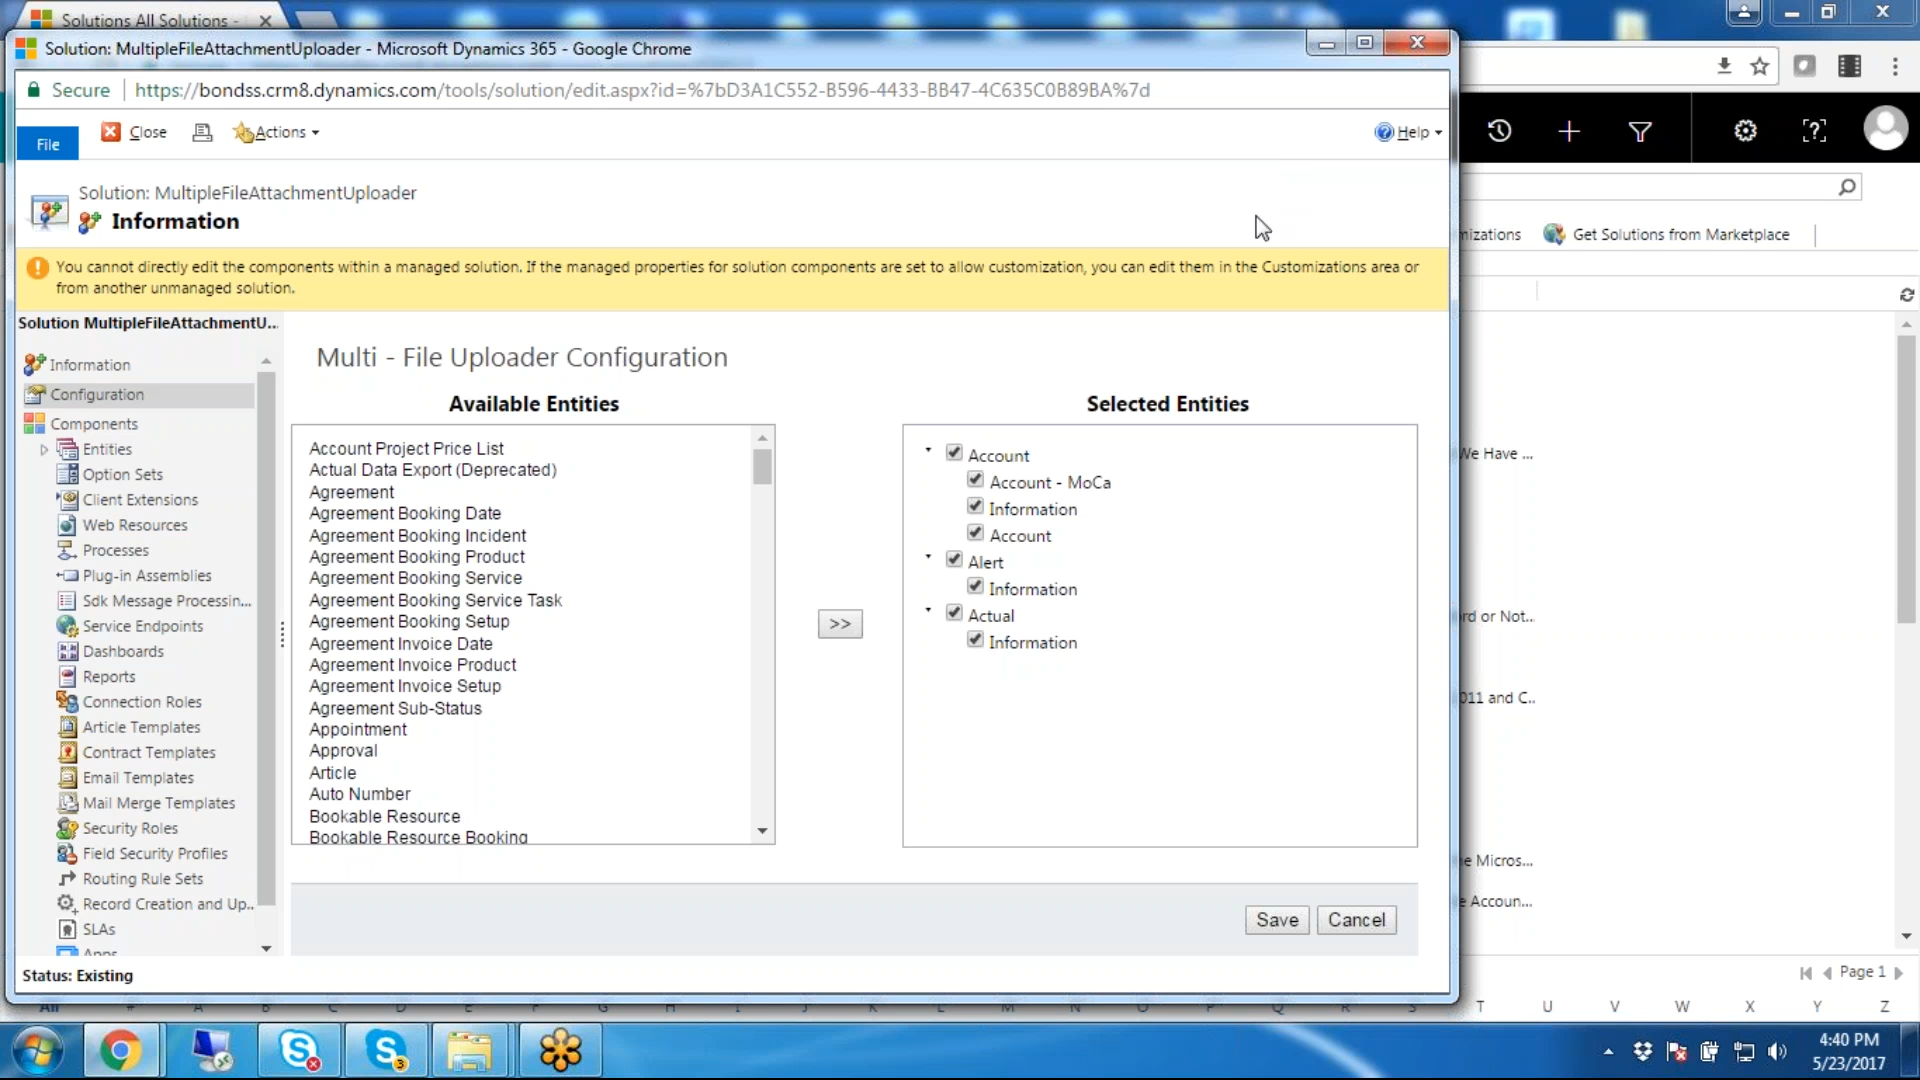 Solutions All Solutions -
Solution: MultipleFileAttachmentUploader - Microsoft Dynamics 365 - Google Chrome
Secure
https://bondss.crm8.dynamics.com/tools/solution/edit.aspx?id=%7bD3A1C552-B596-4433-BB47-4C635C0B89BA%7d
File
Close
Actions
Help
Solution: MultipleFileAttachmentUploader
Information
mizations
Get Solutions from Marketplace
You cannot directly edit the components within a managed solution. If the managed properties for solution components are set to allow customization, you can edit them in the Customizations area or
from another unmanaged solution.
Solution MultipleFileAttachmentU...
Information
Configuration
Components
Entities
Option Sets
Client Extensions
Web Resources
Processes
Plug-in Assemblies
Sdk Message Processin...
Service Endpoints
Dashboards
Reports
Connection Roles
Article Templates
Contract Templates
Email Templates
Mail Merge Templates
Security Roles
Field Security Profiles
Routing Rule Sets
Record Creation and Up..
SLAs
Apps
Multi - File Uploader Configuration
Available Entities
Account Project Price List
Actual Data Export (Deprecated)
Agreement
Agreement Booking Date
Agreement Booking Incident
Agreement Booking Product
Agreement Booking Service
Agreement Booking Service Task
Agreement Booking Setup
Agreement Invoice Date
Agreement Invoice Product
Agreement Invoice Setup
Agreement Sub-Status
Appointment
Approval
Article
Auto Number
Bookable Resource
Bookable Resource Booking
>>
Selected Entities
Account
Account - MoCa
Information
Account
Alert
Information
Actual
Information
Save
Cancel
We Have ...
rd or Not...
011 and C..
e Micros...
e Accoun...
Status: Existing
Page 1
All # A B C D E F G H I J K L M N O P Q R S T U V W X Y Z
3
4:40 PM
5/23/2017